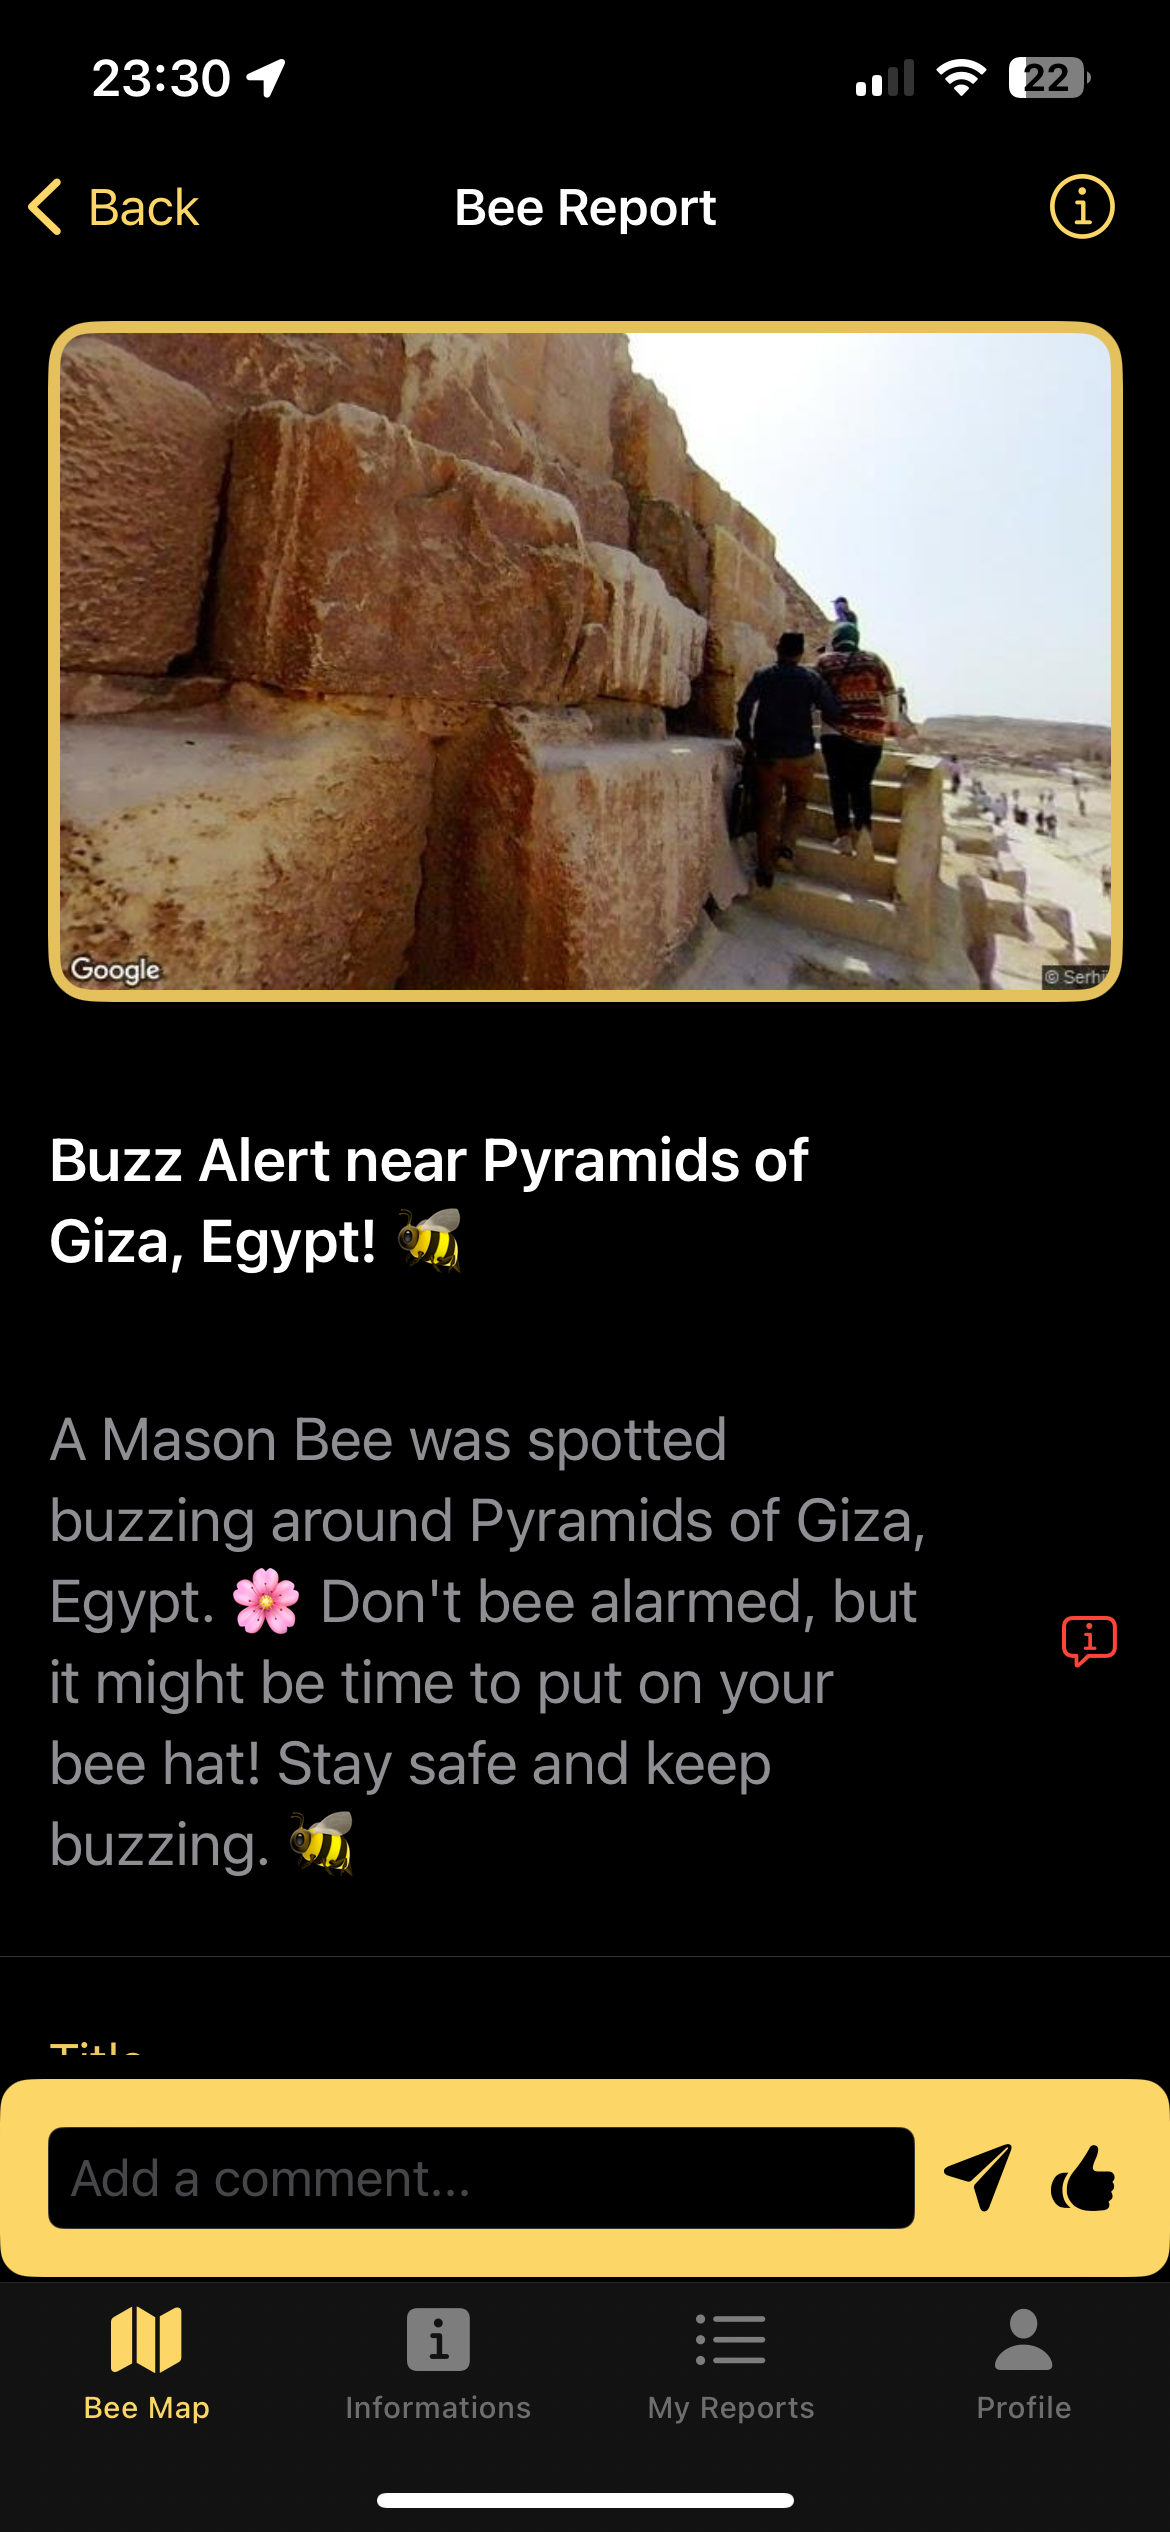 23:30
22
Back
Bee Report
Google
© Serhi
Buzz Alert near Pyramids of
Giza, Egypt! 🐝
A Mason Bee was spotted
buzzing around Pyramids of Giza,
Egypt. 🌸 Don't bee alarmed, but
it might be time to put on your
bee hat! Stay safe and keep
buzzing. 🐝
Title
Add a comment...
Bee Map
Informations
My Reports
Profile